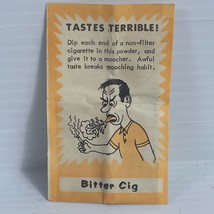 TASTES TERRIBLE!
Dip each end of a non-filter
cigarette in this powder, and
give it to a moocher. Awful
taste breaks mooching habit.
Bitter Cig